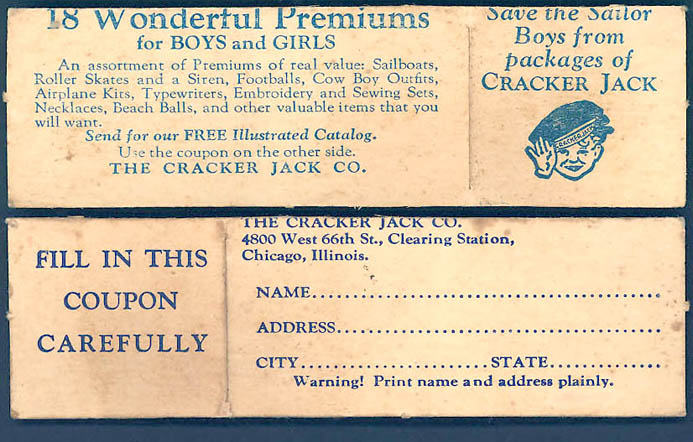 18 Wonderful Premiums
for BOYS and GIRLS
An assortment of Premiums of real value: Sailboats,
Roller Skates and a Siren, Footballs, Cow Boy Outfits,
Airplane Kits, Typewriters, Embroidery and Sewing Sets,
Necklaces, Beach Balls, and other valuable items that you
will want.
Send for our FREE Illustrated Catalog.
Use the coupon on the other side.
THE CRACKER JACK CO.
Save the Sailor
Boys from
packages of
CRACKER JACK
CRACKER JACK
FILL IN THIS
COUPON
CAREFULLY
THE CRACKER JACK CO.
4800 West 66th St., Clearing Station,
Chicago, Illinois.
NAME
ADDRESS
CITY STATE
Warning! Print name and address plainly.